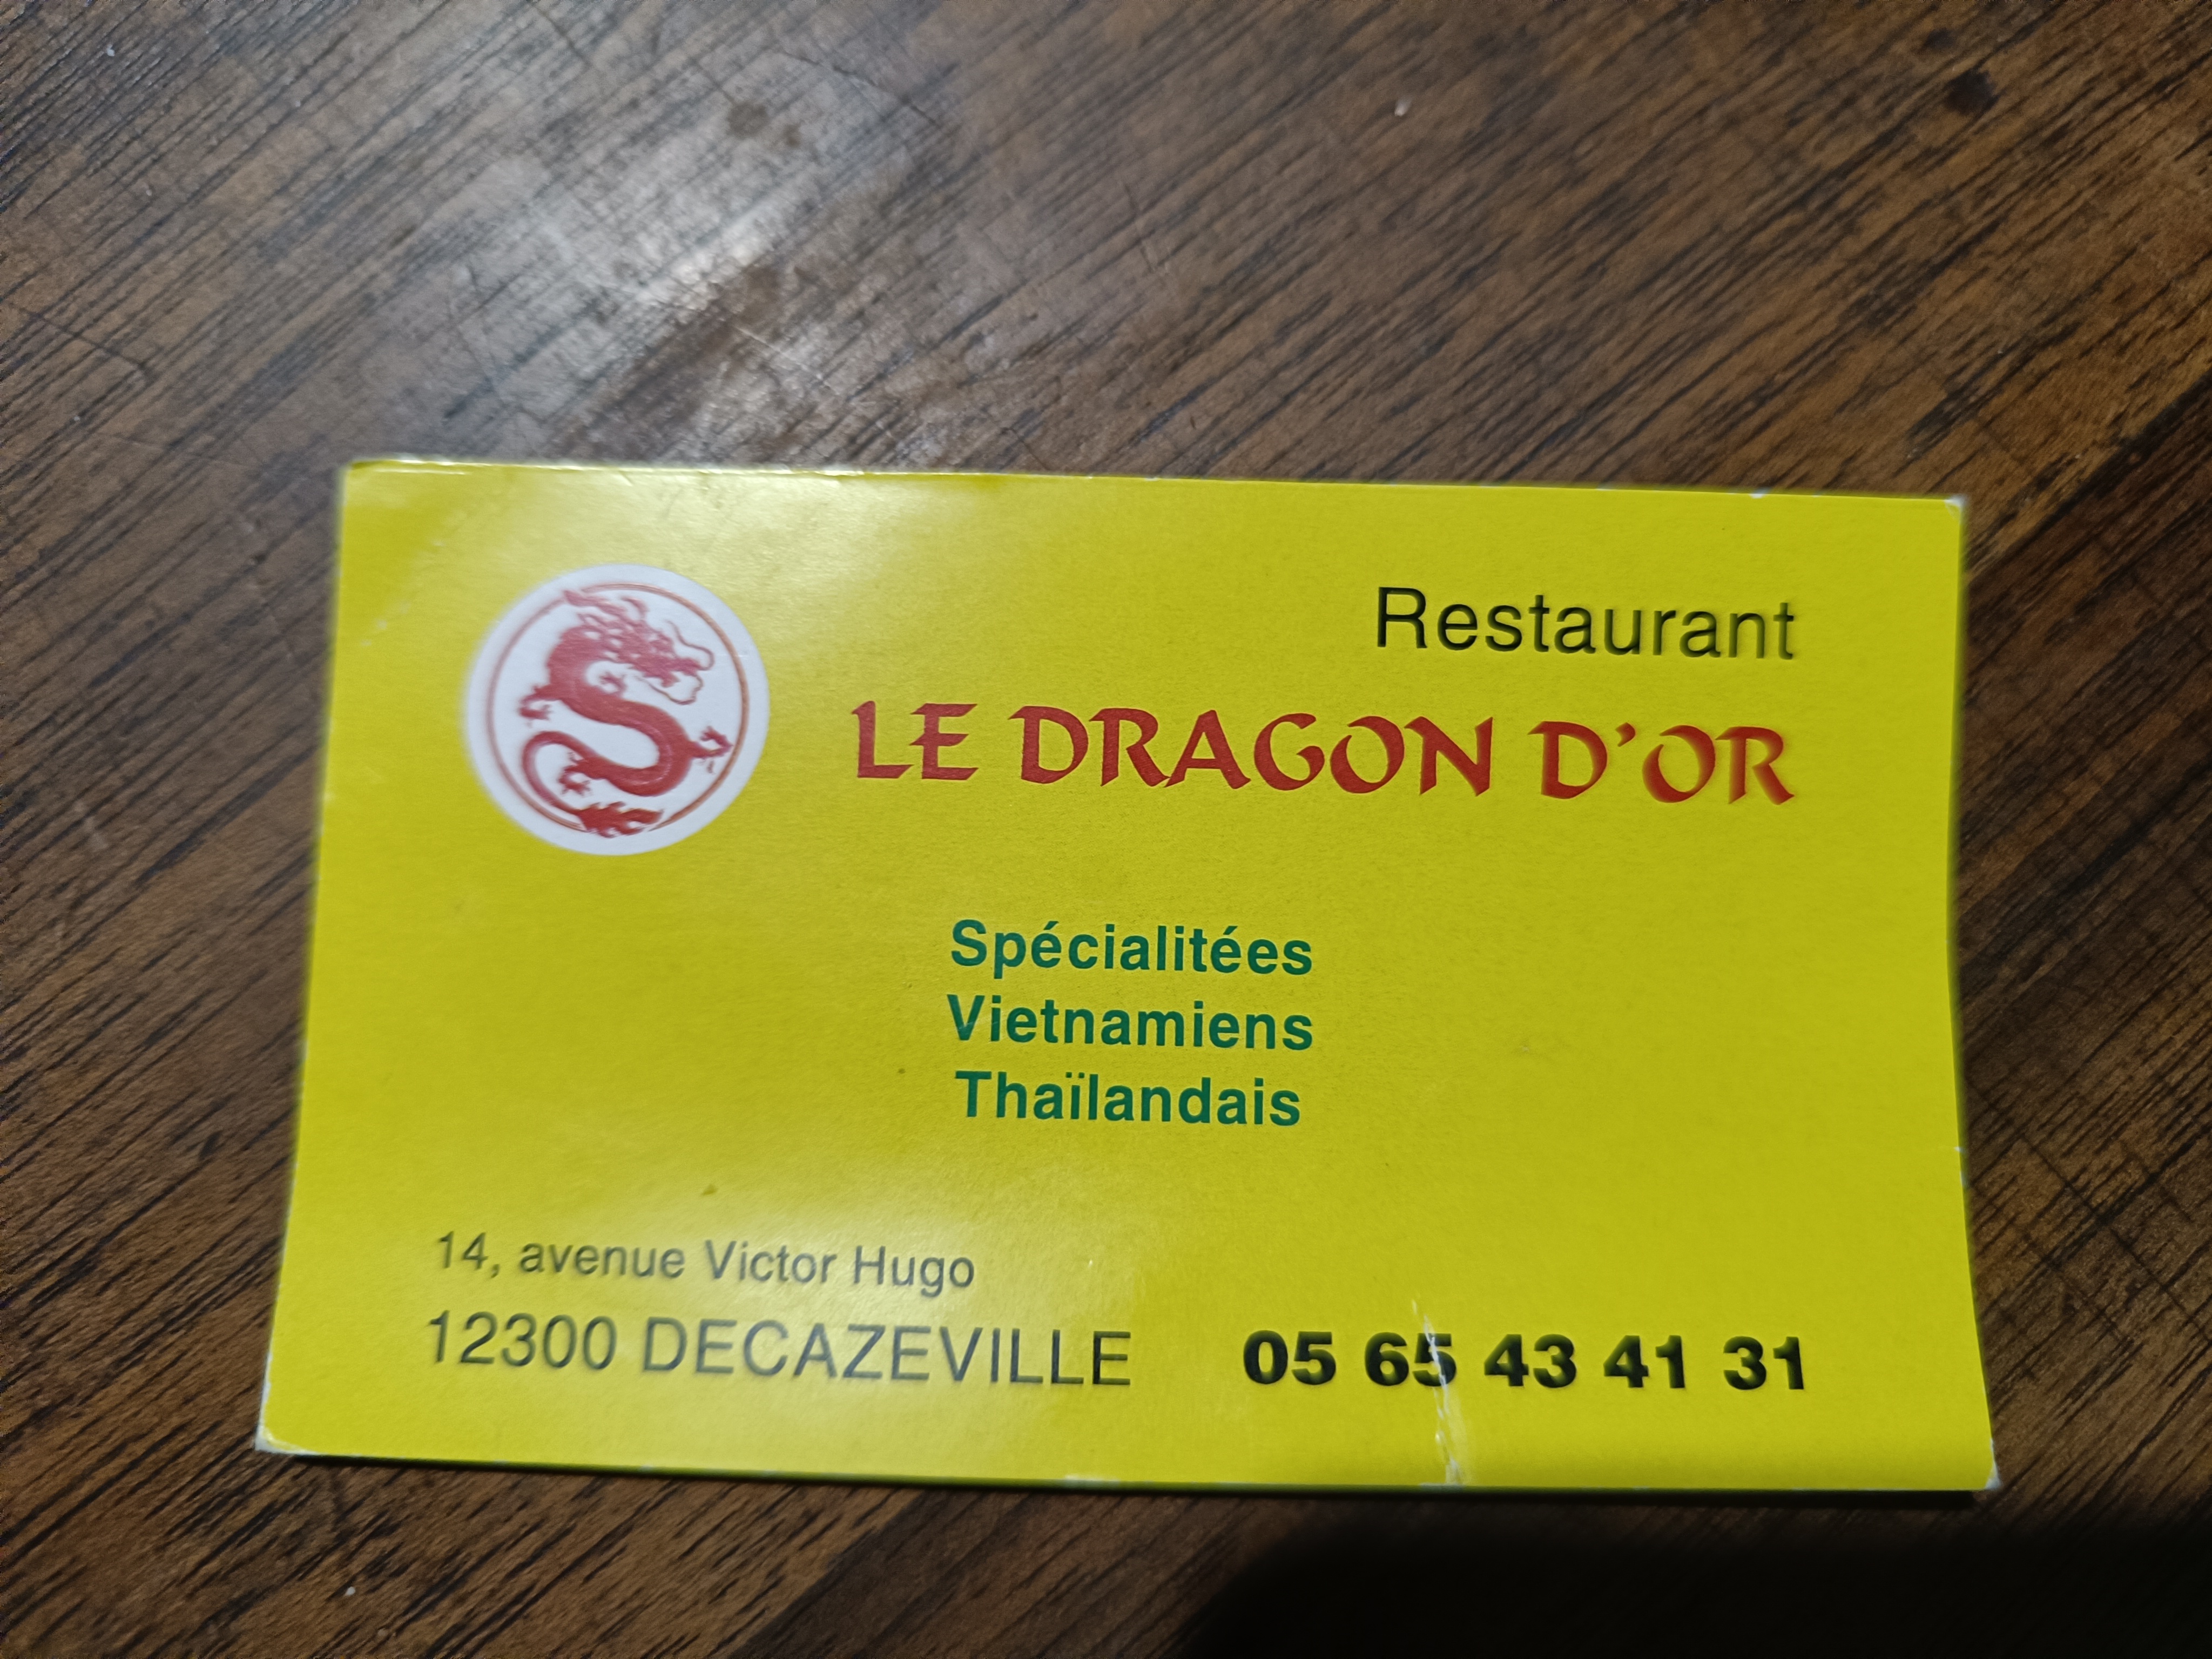 Restaurant
LE DRAGON D'OR
Spécialitées
Vietnamiens
Thaïlandais
14, avenue Victor Hugo
12300 DECAZEVILLE
05 65 43 41 31